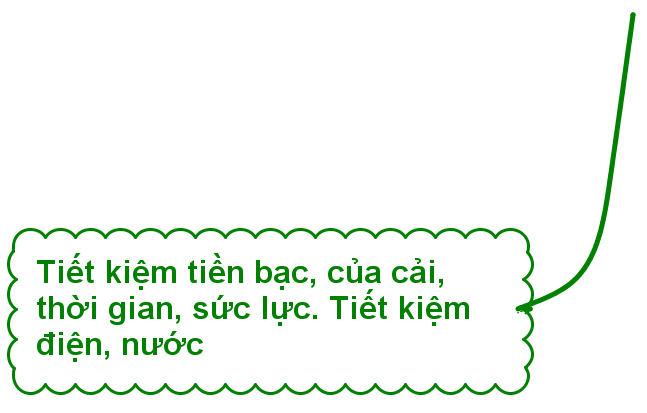 Tiết kiệm tiền bạc, của cải,
thời gian, sức lực. Tiết kiệm
điện, nước